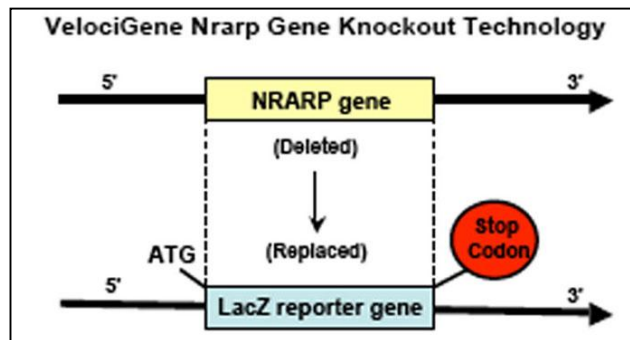 VelociGene Nrarp Gene Knockout Technology
5'
3'
NRARP gene
(Deleted)
(Replaced)
Stop
Codon
ATG
5'
3'
LacZ reporter gene